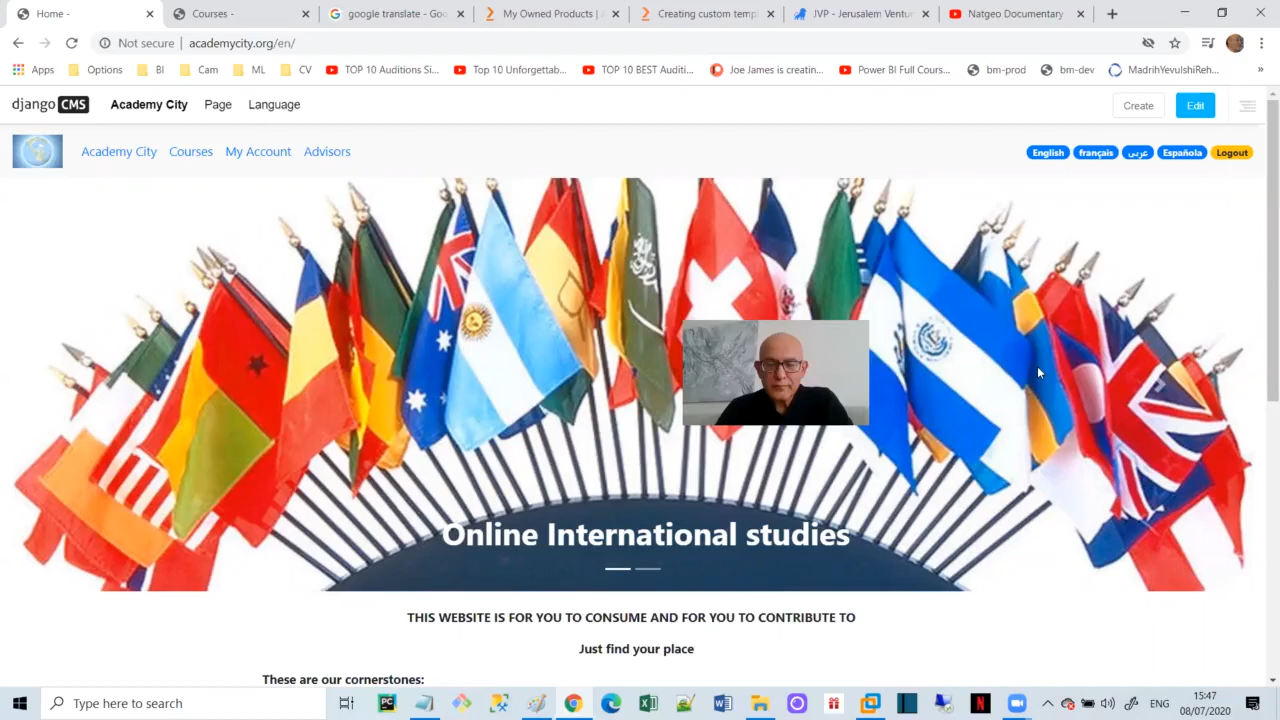 Home -
Courses -
google translate - Goo
My Owned Products | A
Creating custom templ
JVP - Jerusalem Ventur
Natgeo Documentary
Not secure | academycity.org/en/
Apps
Options
BI
Cam
ML
CV
TOP 10 Auditions Si...
Top 10 Unforgettab...
TOP 10 BEST Auditi...
Joe James is creatin...
Power BI Full Cours...
bm-prod
bm-dev
MadrihYevulshiReh...
»
django CMS
Academy City
Page
Language
Create
Edit
Academy City
Courses
My Account
Advisors
English
français
عربى
Española
Logout
Online International studies
THIS WEBSITE IS FOR YOU TO CONSUME AND FOR YOU TO CONTRIBUTE TO
Just find your place
These are our cornerstones:
Type here to search
ENG
15:47
08/07/2020